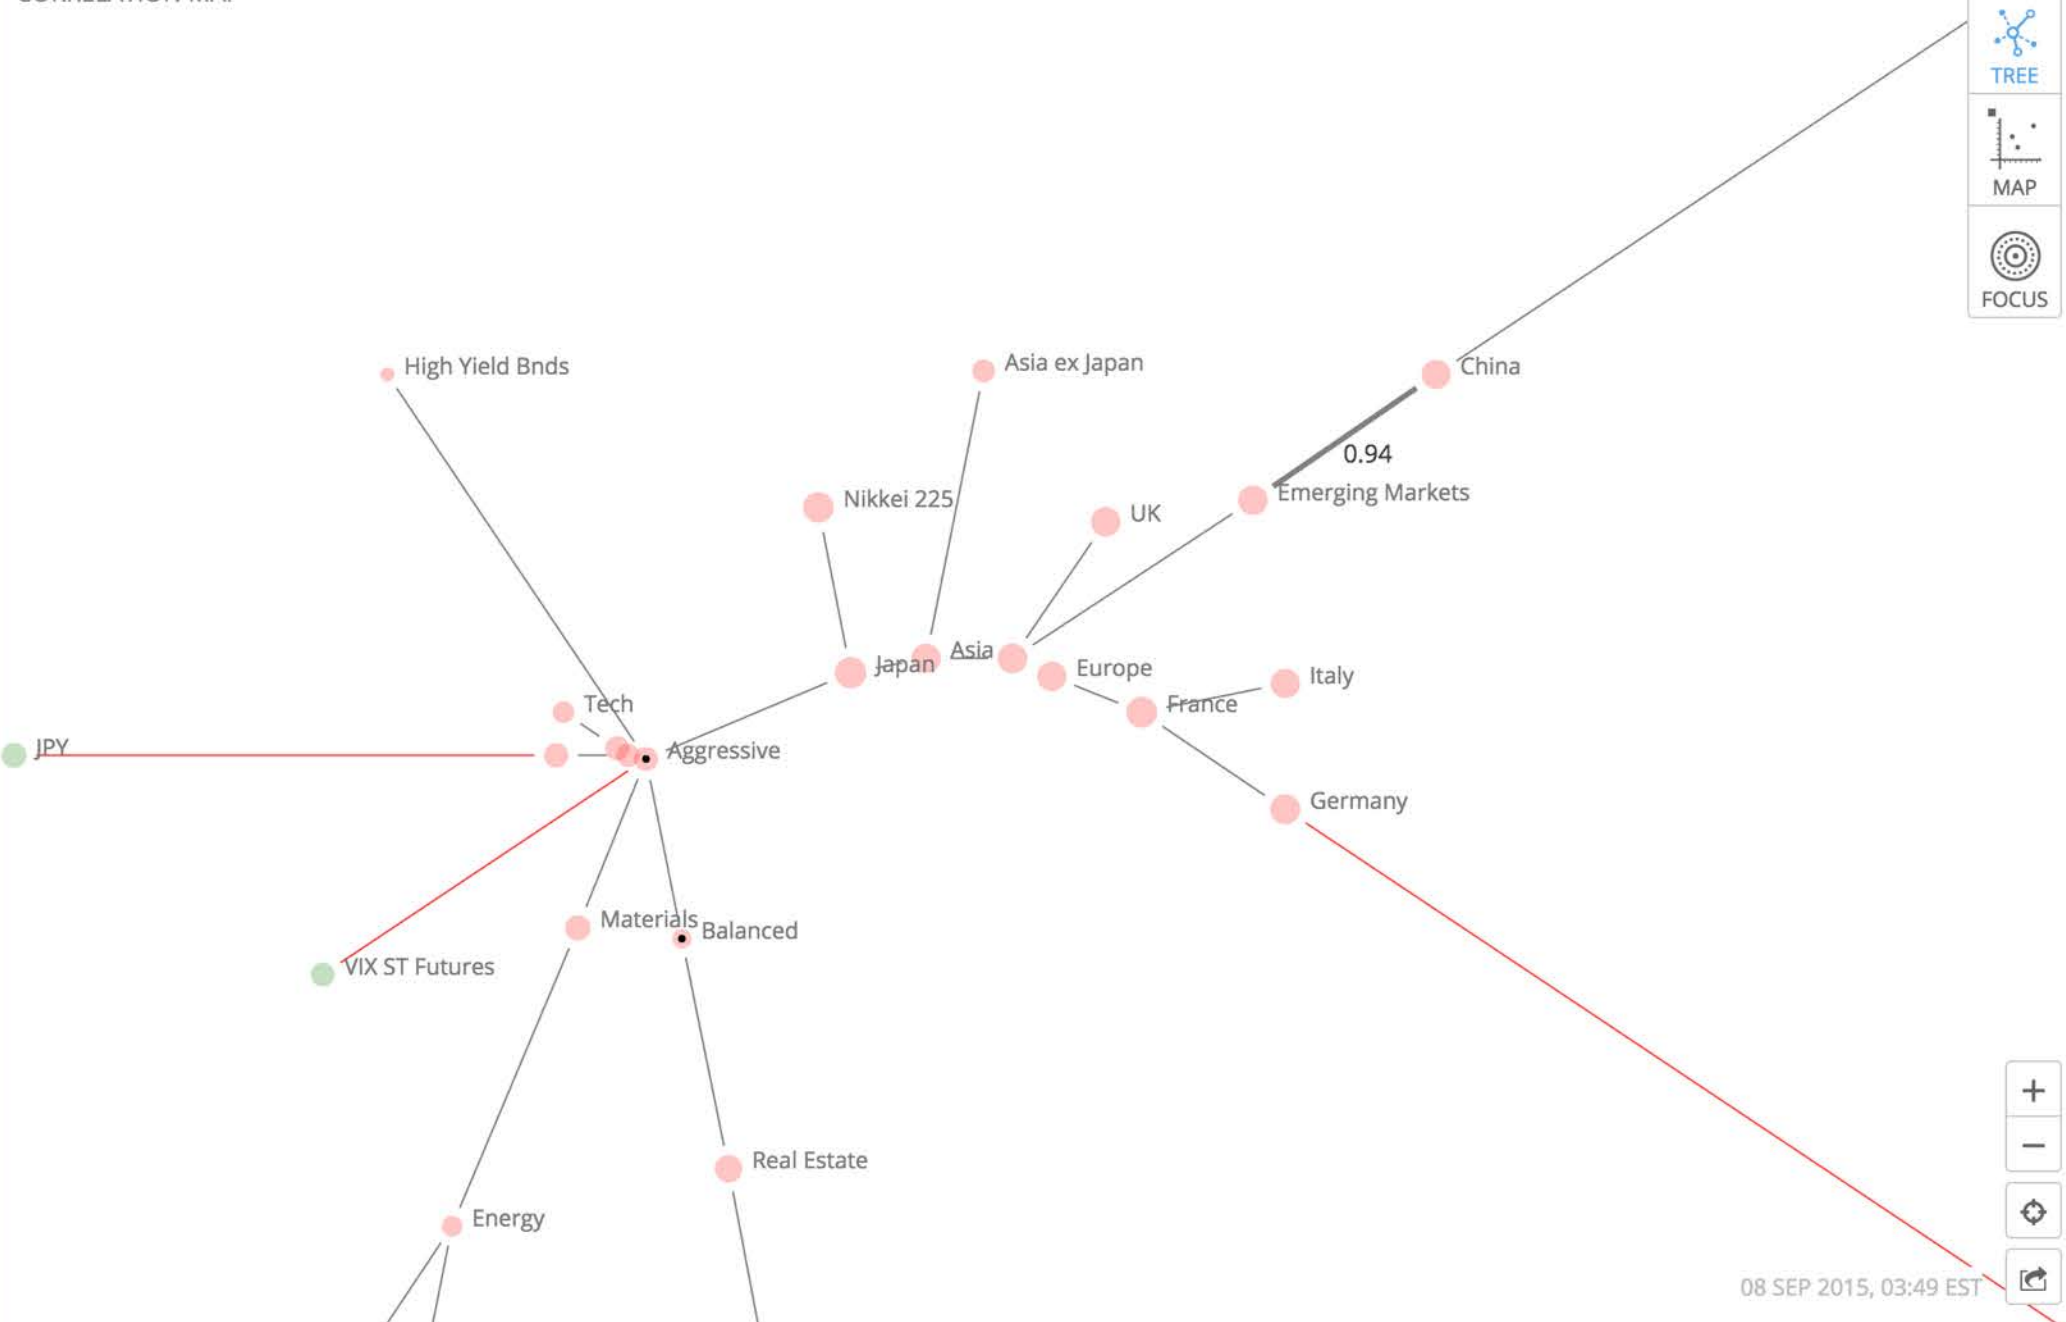 TREE
MAP
FOCUS
High Yield Bnds
Asia ex Japan
China
0.94
Nikkei 225
Emerging Markets
UK
Asia
Japan
Europe
Italy
Tech
France
JPY
Aggressive
Germany
Materials
Balanced
VIX ST Futures
Real Estate
Energy
08 SEP 2015, 03:49 EST